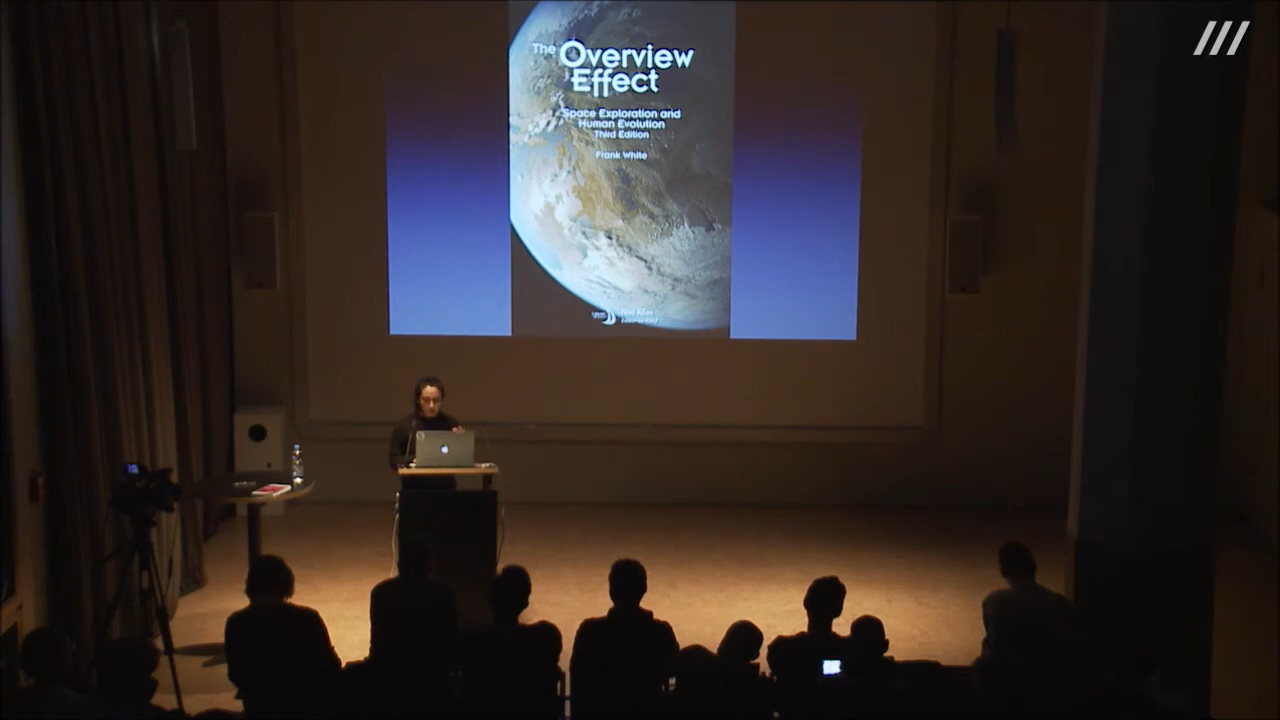 The Overview
Effect
Space Exploration and
Human Evolution
Third Edition
Frank White